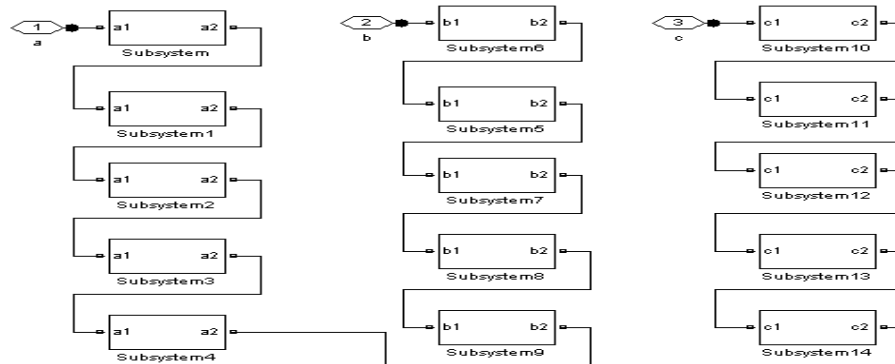 1 a1 a2 2 b1 b2 3 c1 c2
a Subsystem b Subsystem6 c Subsystem10
a1 a2 b1 b2 c1 c2
Subsystem1 Subsystem5 Subsystem11
a1 a2 b1 b2 c1 c2
Subsystem2 Subsystem7 Subsystem12
a1 a2 b1 b2 c1 c2
Subsystem3 Subsystem8 Subsystem13
a1 a2 b1 b2 c1 c2
Subsystem4 Subsystem9 Subsystem14